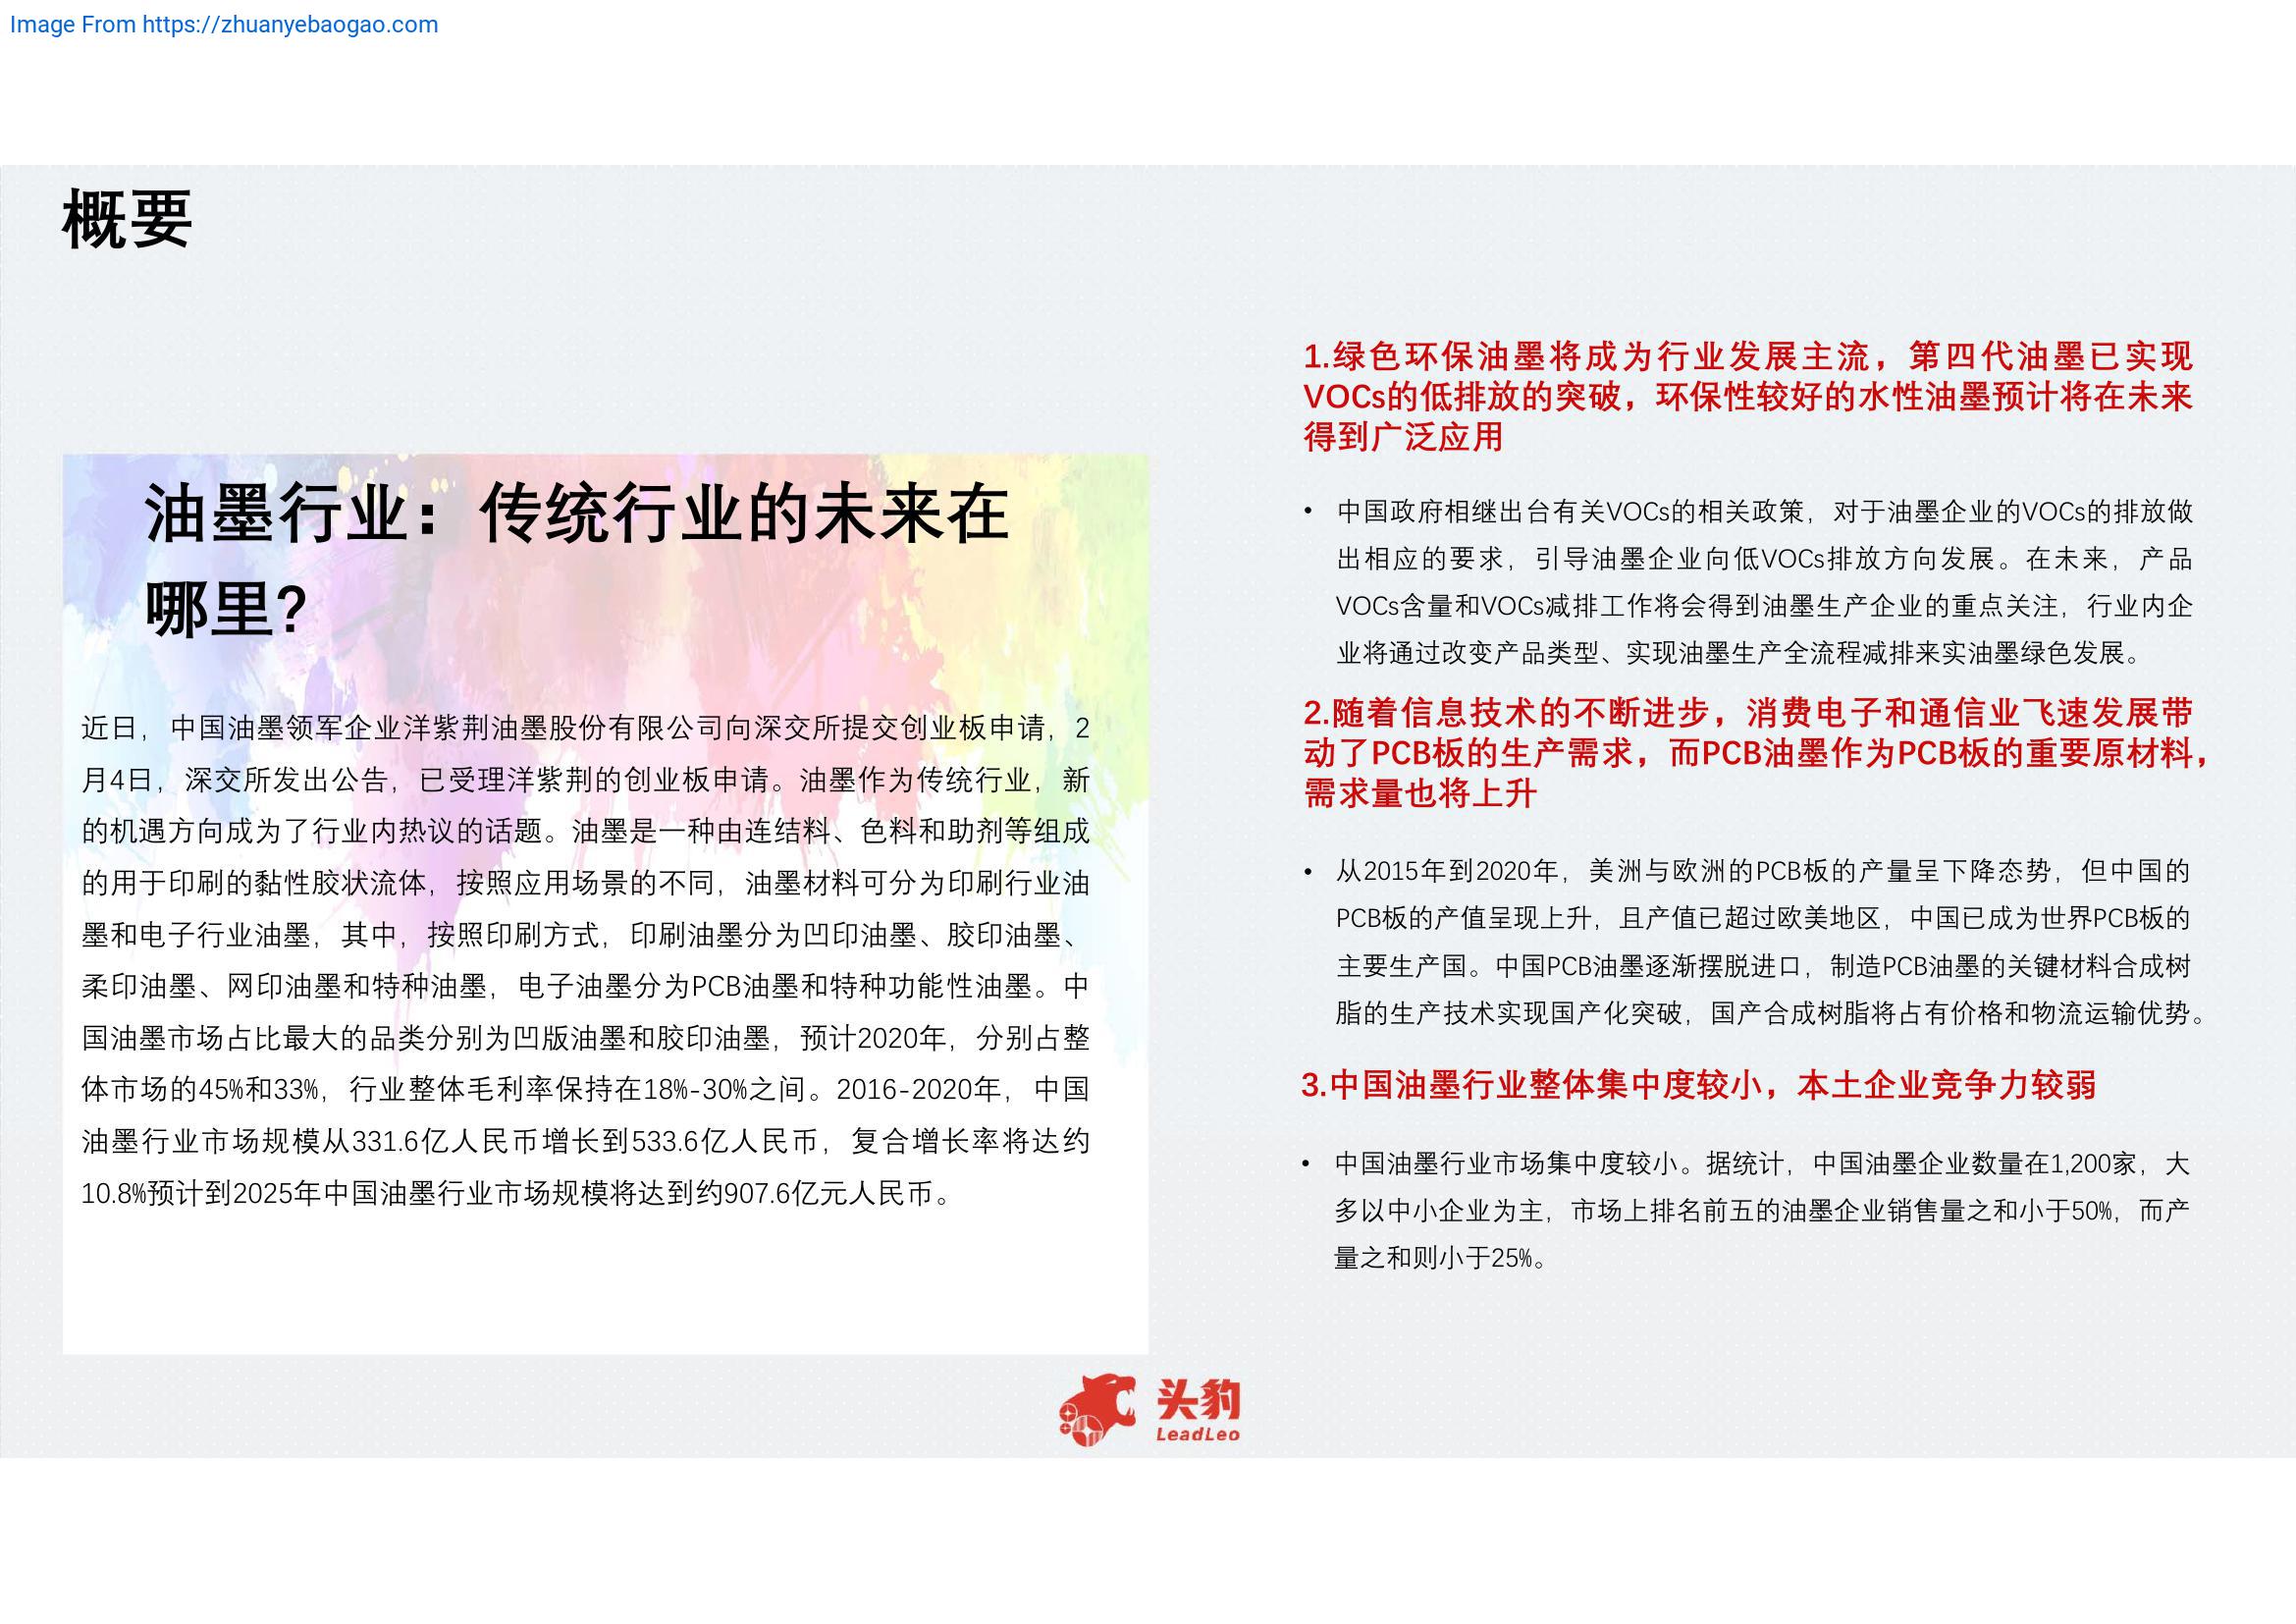 Image From https://zhuanyebaogao.com
概要
油墨行业：传统行业的未来在
哪里？
近日，中国油墨领军企业洋紫荆油墨股份有限公司向深交所提交创业板申请，2
月4日，深交所发出公告，已受理洋紫荆的创业板申请。油墨作为传统行业，新
的机遇方向成为了行业内热议的话题。油墨是一种由连结料、色料和助剂等组成
的用于印刷的黏性胶状流体，按照应用场景的不同，油墨材料可分为印刷行业油
墨和电子行业油墨，其中，按照印刷方式，印刷油墨分为凹印油墨、胶印油墨、
柔印油墨、网印油墨和特种油墨，电子油墨分为PCB油墨和特种功能性油墨。中
国油墨市场占比最大的品类分别为凹版油墨和胶印油墨，预计2020年，分别占整
体市场的45%和33%，行业整体毛利率保持在18%-30%之间。2016-2020年，中国
油墨行业市场规模从331.6亿人民币增长到533.6亿人民币，复合增长率将达约
10.8%预计到2025年中国油墨行业市场规模将达到约907.6亿元人民币。
1.绿色环保油墨将成为行业发展主流，第四代油墨已实现
VOCs的低排放的突破，环保性较好的水性油墨预计将在未来
得到广泛应用
• 中国政府相继出台有关VOCs的相关政策，对于油墨企业的VOCs的排放做
出相应的要求，引导油墨企业向低VOCs排放方向发展。在未来，产品
VOCs含量和VOCs减排工作将会得到油墨生产企业的重点关注，行业内企
业将通过改变产品类型、实现油墨生产全流程减排来实油墨绿色发展。
2.随着信息技术的不断进步，消费电子和通信业飞速发展带
动了PCB板的生产需求，而PCB油墨作为PCB板的重要原材料，
需求量也将上升
• 从2015年到2020年，美洲与欧洲的PCB板的产量呈下降态势，但中国的
PCB板的产值呈现上升，且产值已超过欧美地区，中国已成为世界PCB板的
主要生产国。中国PCB油墨逐渐摆脱进口，制造PCB油墨的关键材料合成树
脂的生产技术实现国产化突破，国产合成树脂将占有价格和物流运输优势。
3.中国油墨行业整体集中度较小，本土企业竞争力较弱
• 中国油墨行业市场集中度较小。据统计，中国油墨企业数量在1,200家，大
多以中小企业为主，市场上排名前五的油墨企业销售量之和小于50%，而产
量之和则小于25%。
头豹
LeadLeo